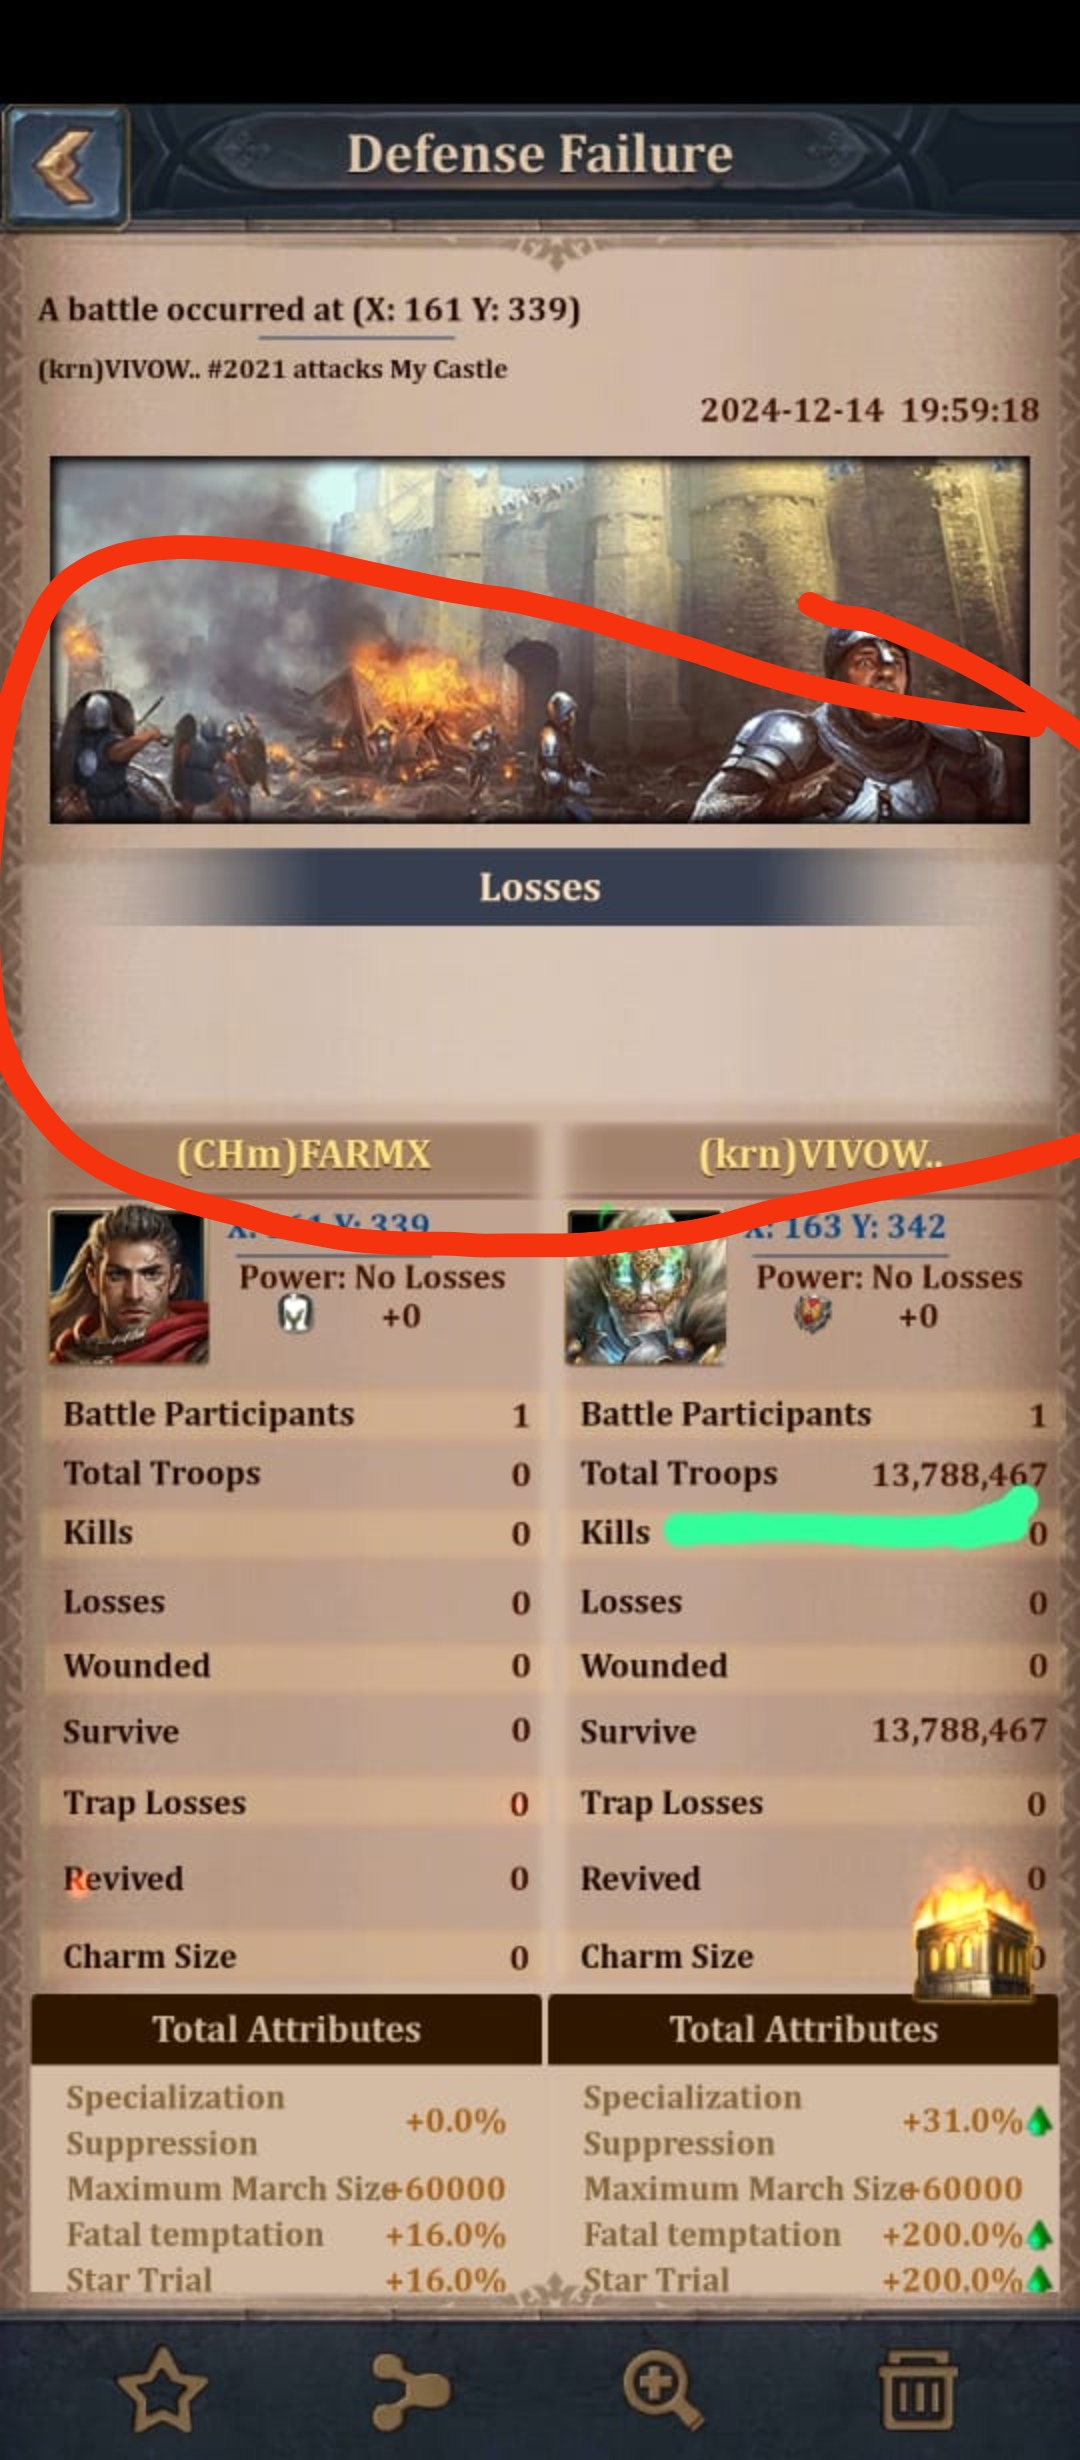 Defense Failure
A battle occurred at (X: 161 Y: 339)
(krn)VIVOW.. #2021 attacks My Castle
2024-12-14 19:59:18
Losses
(CHm)FARMX (krn)VIVOW..
Y: 339 X: 163 Y: 342
Power: No Losses Power: No Losses
+0 +0
Battle Participants 1 Battle Participants 1
Total Troops 0 Total Troops 13,788,467
Kills 0 Kills 0
Losses 0 Losses 0
Wounded 0 Wounded 0
Survive 0 Survive 13,788,467
Trap Losses 0 Trap Losses 0
Revived 0 Revived 0
Charm Size 0 Charm Size
Total Attributes Total Attributes
Specialization Suppression +0.0% Specialization Suppression +31.0%
Maximum March Size +60000 Maximum March Size +60000
Fatal temptation +16.0% Fatal temptation +200.0%
Star Trial +16.0% Star Trial +200.0%